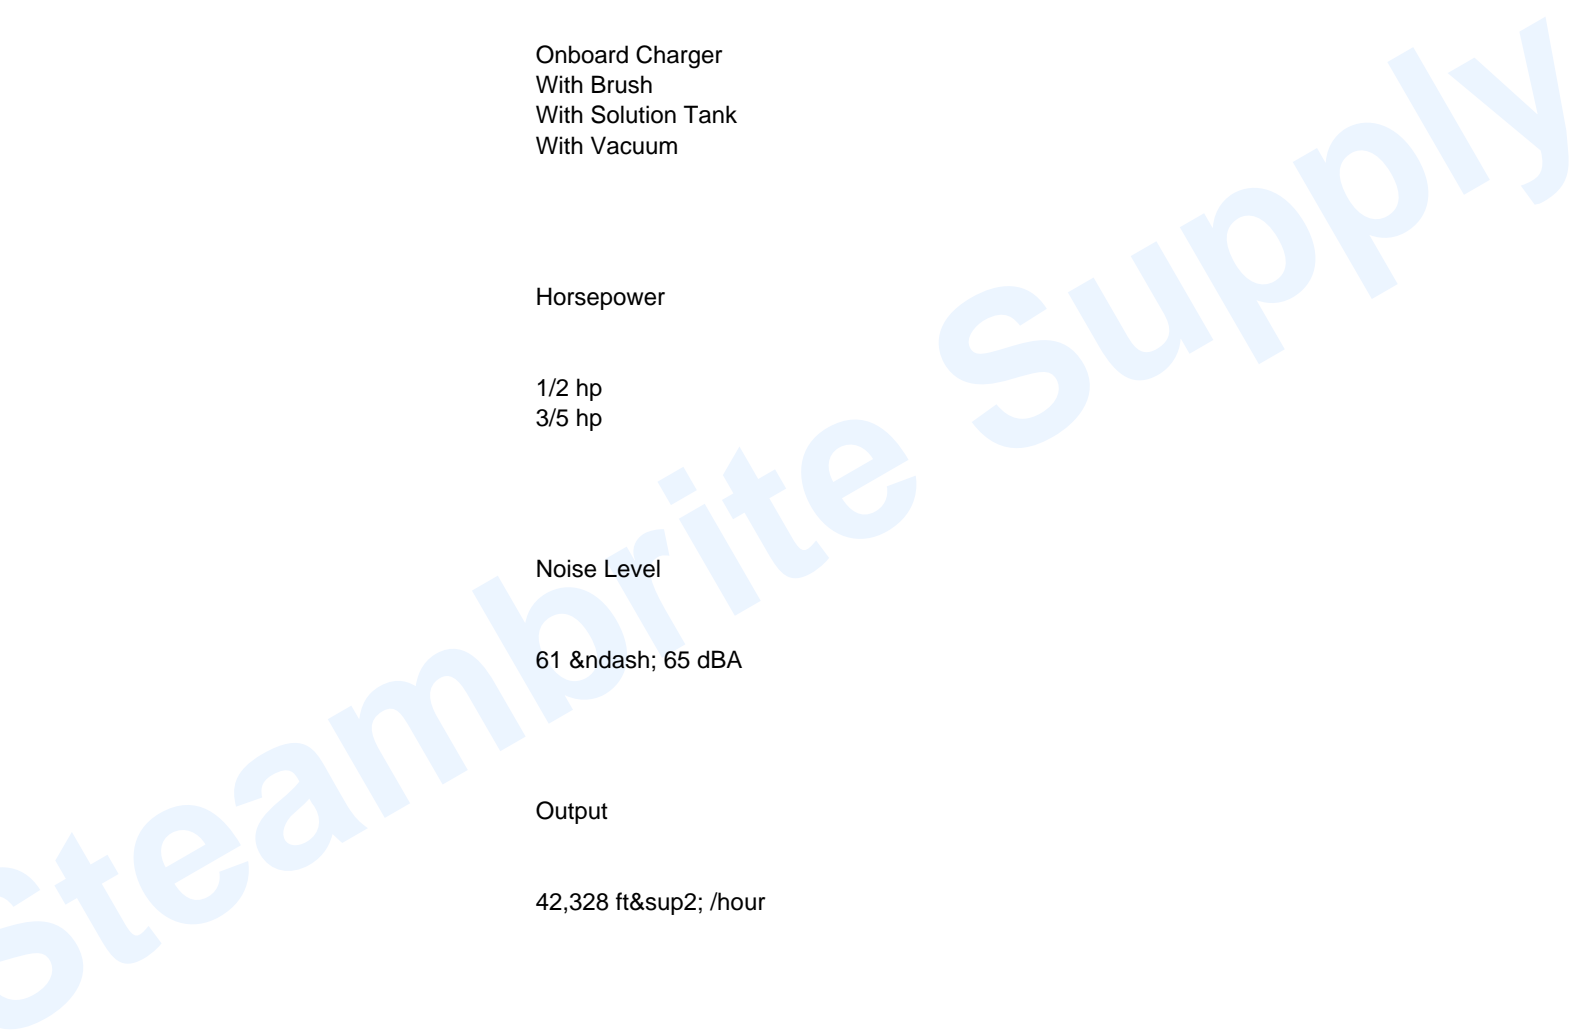 Onboard Charger
With Brush
With Solution Tank
With Vacuum
Horsepower
1/2 hp
3/5 hp
Noise Level
61 &ndash; 65 dBA
Output
42,328 ft&sup2; /hour
Steambrite Supply